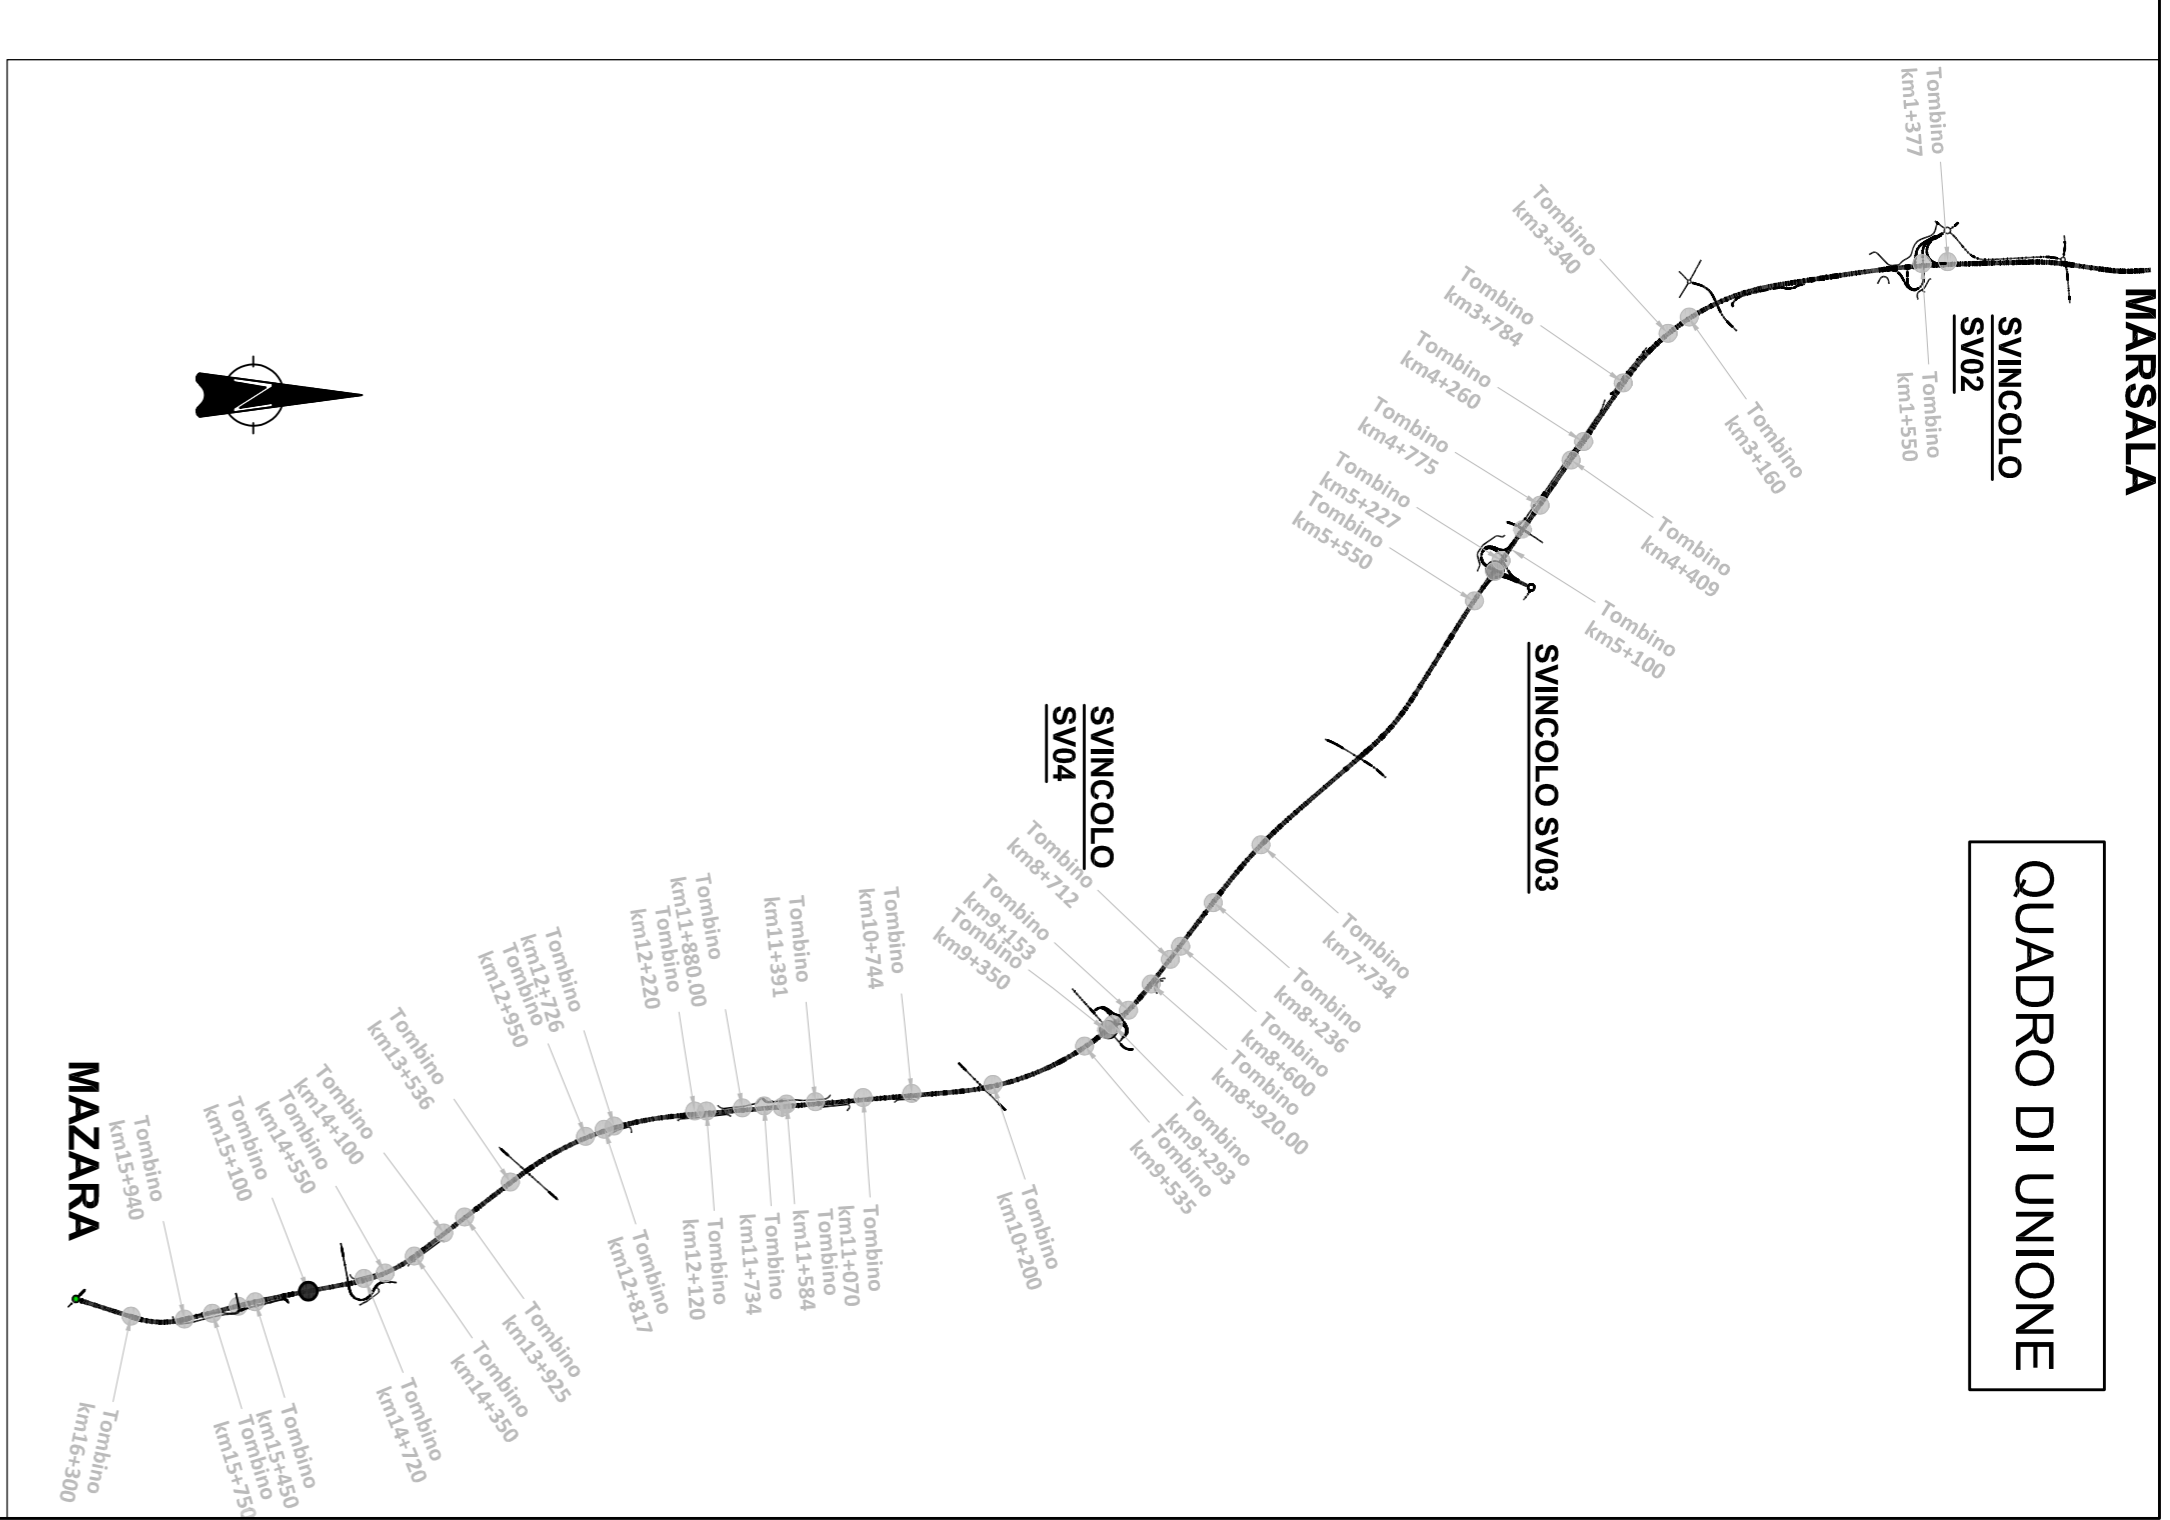 QUADRO DI UNIONE
MARSALA
SVINCOLO
SV02
Tombino
km1+377
Tombino
km1+550
Tombino
km3+160
Tombino
km3+340
Tombino
km3+784
Tombino
km4+260
Tombino
km4+409
Tombino
km4+775
Tombino
km5+100
Tombino
km5+227
Tombino
km5+550
SVINCOLO SV03
Tombino
km7+734
Tombino
km8+236
Tombino
km8+600
Tombino
km8+712
Tombino
km8+920.00
SVINCOLO
SV04
Tombino
km9+153
Tombino
km9+293
Tombino
km9+350
Tombino
km9+535
Tombino
km10+200
Tombino
km10+744
Tombino
km11+070
Tombino
km11+391
Tombino
km11+584
Tombino
km11+734
Tombino
km11+880.00
Tombino
km12+120
Tombino
km12+220
Tombino
km12+726
Tombino
km12+817
Tombino
km12+950
Tombino
km13+536
Tombino
km13+925
Tombino
km14+100
Tombino
km14+350
Tombino
km14+550
Tombino
km14+720
Tombino
km15+100
Tombino
km15+450
Tombino
km15+750
Tombino
km15+940
Tombino
km16+300
MAZARA
N